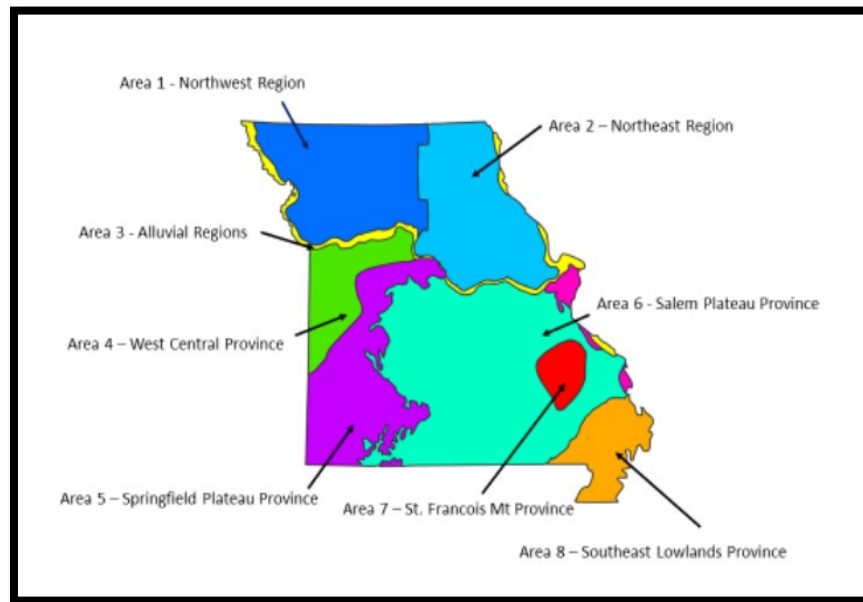 Area 1 - Northwest Region
Area 2 – Northeast Region
Area 3 - Alluvial Regions
Area 6 - Salem Plateau Province
Area 4 – West Central Province
Area 5 – Springfield Plateau Province
Area 7 – St. Francois Mt Province
Area 8 – Southeast Lowlands Province